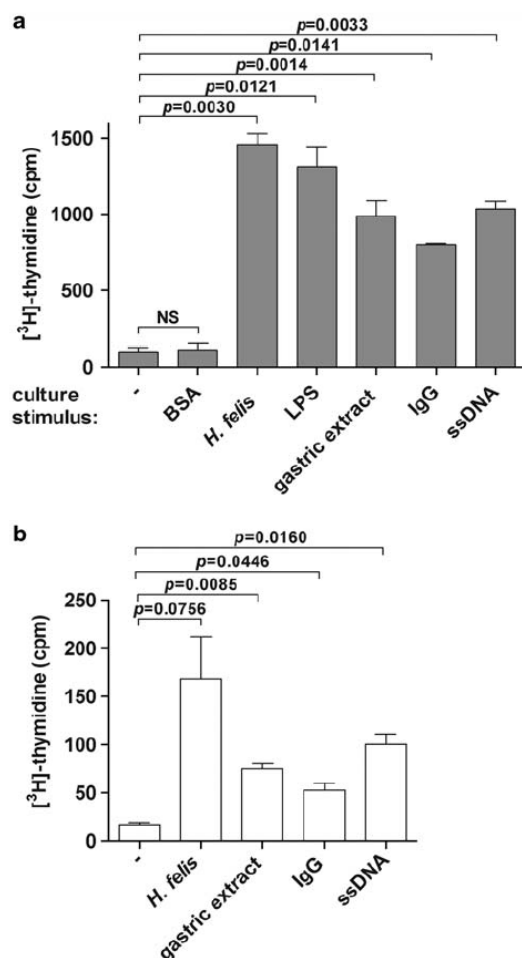 a
p=0.0033
p=0.0141
p=0.0014
p=0.0121
p=0.0030
[³H]-thymidine (cpm)
1500
1000
500
0
NS
culture
stimulus:
-
BSA
H. felis
LPS
gastric extract
IgG
ssDNA
b
p=0.0160
p=0.0446
p=0.0085
p=0.0756
[³H]-thymidine (cpm)
250
200
150
100
50
0
-
H. felis
gastric extract
IgG
ssDNA